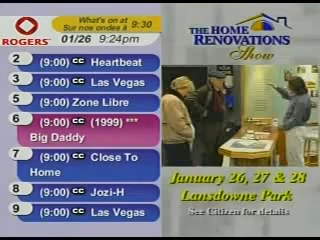 ROGERS™
What's on at
Sur nos ondes à 9:30
01/26 9:24pm
2 (9:00) CC Heartbeat
3 (9:00) CC Las Vegas
5 (9:00) Zone Libre
6 (9:00) CC (1999) ***
Big Daddy
7 (9:00) CC Close To
Home
8 (9:00) CC Jozi-H
9 (9:00) CC Las Vegas
THE HOME
RENOVATIONS
Show
January 26, 27 & 28
Lansdowne Park
See Citizen for details